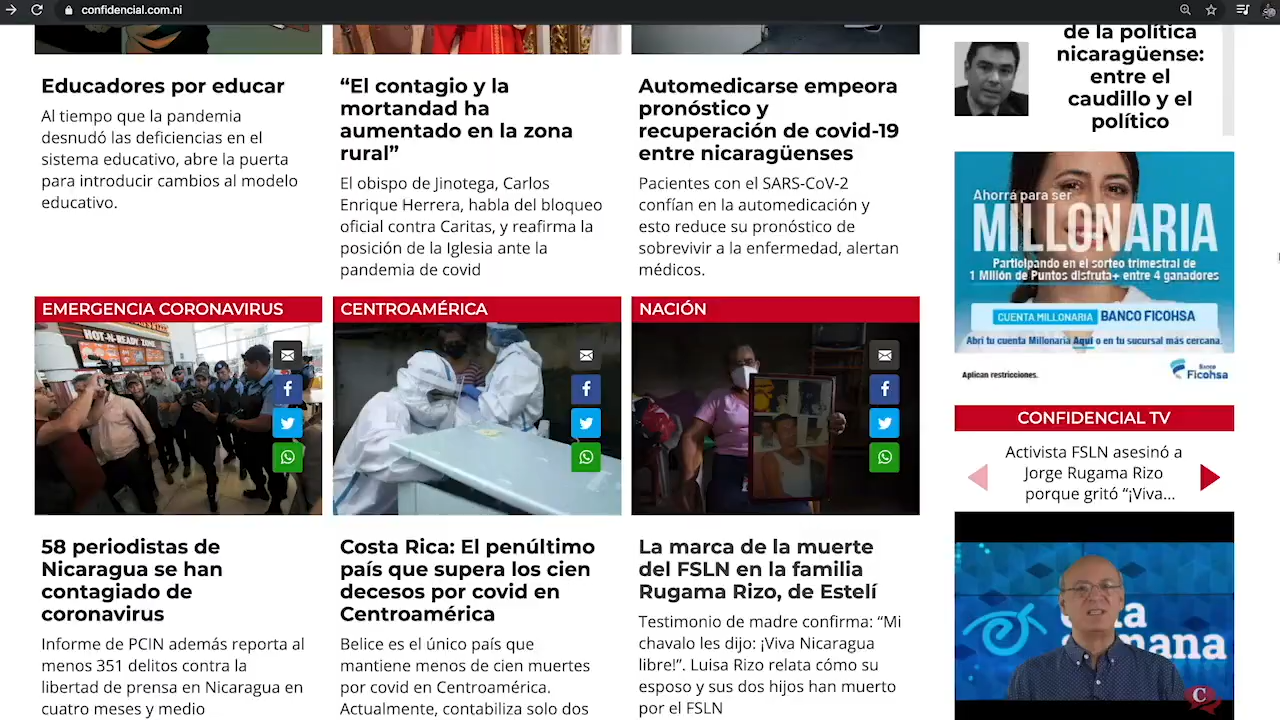 confidencial.com.ni
Educadores por educar
Al tiempo que la pandemia
desnudó las deficiencias en el
sistema educativo, abre la puerta
para introducir cambios al modelo
educativo.
“El contagio y la
mortandad ha
aumentado en la zona
rural”
El obispo de Jinotega, Carlos
Enrique Herrera, habla del bloqueo
oficial contra Caritas, y reafirma la
posición de la Iglesia ante la
pandemia de covid
Automedicarse empeora
pronóstico y
recuperación de covid-19
entre nicaragüenses
Pacientes con el SARS-CoV-2
confían en la automedicación y
esto reduce su pronóstico de
sobrevivir a la enfermedad, alertan
médicos.
EMERGENCIA CORONAVIRUS
HOT-N-READY
58 periodistas de
Nicaragua se han
contagiado de
coronavirus
Informe de PCIN además reporta al
menos 351 delitos contra la
libertad de prensa en Nicaragua en
cuatro meses y medio
CENTROAMÉRICA
Costa Rica: El penúltimo
país que supera los cien
decesos por covid en
Centroamérica
Belice es el único país que
mantiene menos de cien muertes
por covid en Centroamérica.
Actualmente, contabiliza solo dos
NACIÓN
La marca de la muerte
del FSLN en la familia
Rugama Rizo, de Estelí
Testimonio de madre confirma: “Mi
chavalo les dijo: ¡Viva Nicaragua
libre!”. Luisa Rizo relata cómo su
esposo y sus dos hijos han muerto
por el FSLN
de la política
nicaragüense:
entre el
caudillo y el
político
Ahorrá para ser
MILLONARIA
Participando en el sorteo trimestral de
1 Millón de Puntos disfruta+ entre 4 ganadores
CUENTA MILLONARIA BANCO FICOHSA
Abrí tu cuenta Millonaria Aquí o en tu sucursal más cercana.
Aplican restricciones.
Banco
Ficohsa
CONFIDENCIAL TV
Activista FSLN asesinó a
Jorge Rugama Rizo
porque gritó “¡Viva...
C